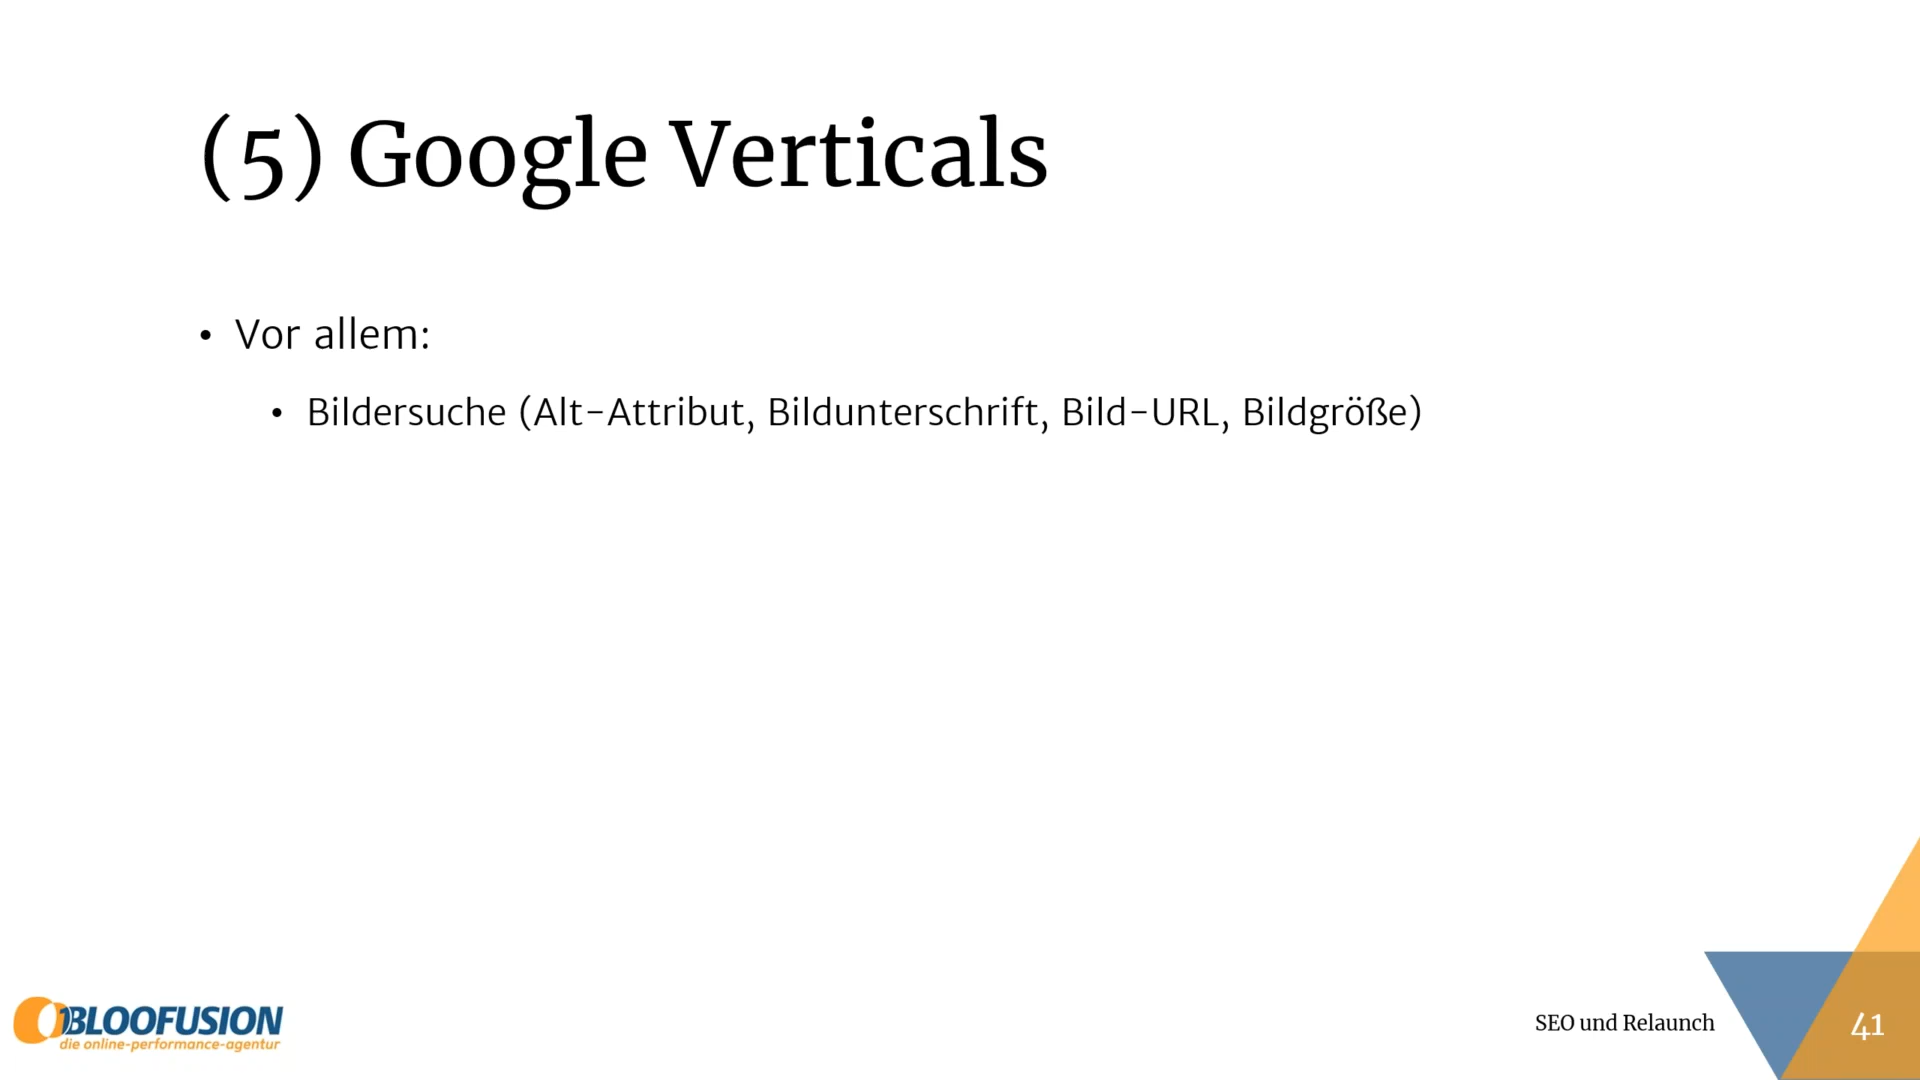 (5) Google Verticals
• Vor allem:
• Bildersuche (Alt-Attribut, Bildunterschrift, Bild-URL, Bildgröße)
BLOOFUSION
die online-performance-agentur
SEO und Relaunch
41